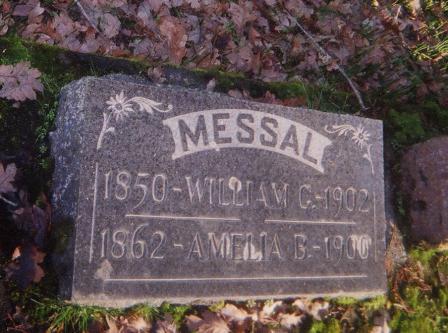 MESSAL
1850-WILLIAM C.-1902
1862-AMELIA B.-1900